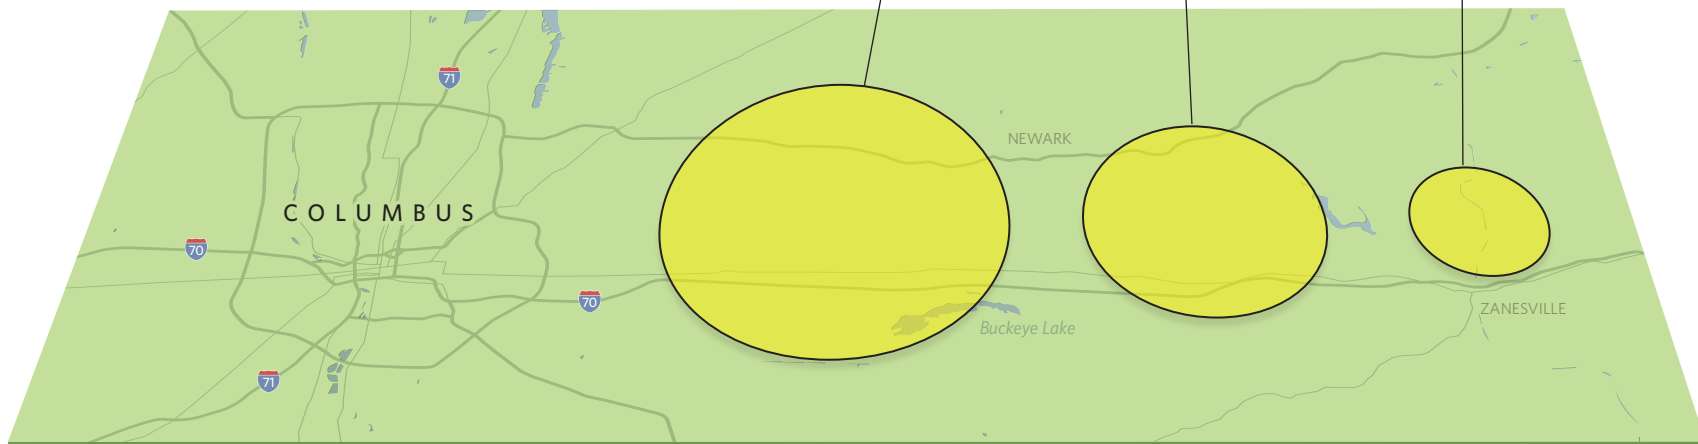 71
NEWARK
COLUMBUS
70
70
ZANESVILLE
Buckeye Lake
71